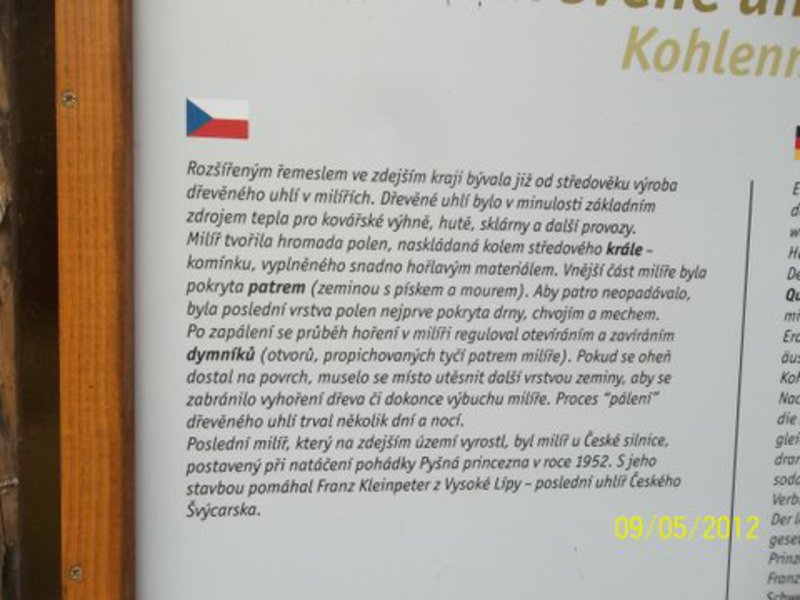 Kohlenm
Rozšířeným řemeslem ve zdejším kraji bývala již od středověku výroba
dřevěného uhlí v milířích. Dřevěné uhlí bylo v minulosti základním
zdrojem tepla pro kovářské výhně, hutě, sklárny a další provozy.
Milíř tvořila hromada polen, naskládaná kolem středového krále –
komínku, vyplněného snadno hořlavým materiálem. Vnější část milíře byla
pokryta patrem (zeminou s pískem a mourem). Aby patro neopadávalo,
byla poslední vrstva polen nejprve pokryta drny, chvojím a mechem.
Po zapálení se průběh hoření v milíři reguloval otevíráním a zavíráním
dymníků (otvorů, propichovaných tyčí patrem milíře). Pokud se oheň
dostal na povrch, muselo se místo utěsnit další vrstvou zeminy, aby se
zabránilo vyhoření dřeva či dokonce výbuchu milíře. Proces "pálení"
dřevěného uhlí trval několik dní a nocí.
Poslední milíř, který na zdejším území vyrostl, byl milíř u České silnice,
postavený při natáčení pohádky Pyšná princezna v roce 1952. S jeho
stavbou pomáhal Franz Kleinpeter z Vysoké Lípy – poslední uhlíř Českého
Švýcarska.
Der l
Prinz
Franz
Schwe
09/05/2012